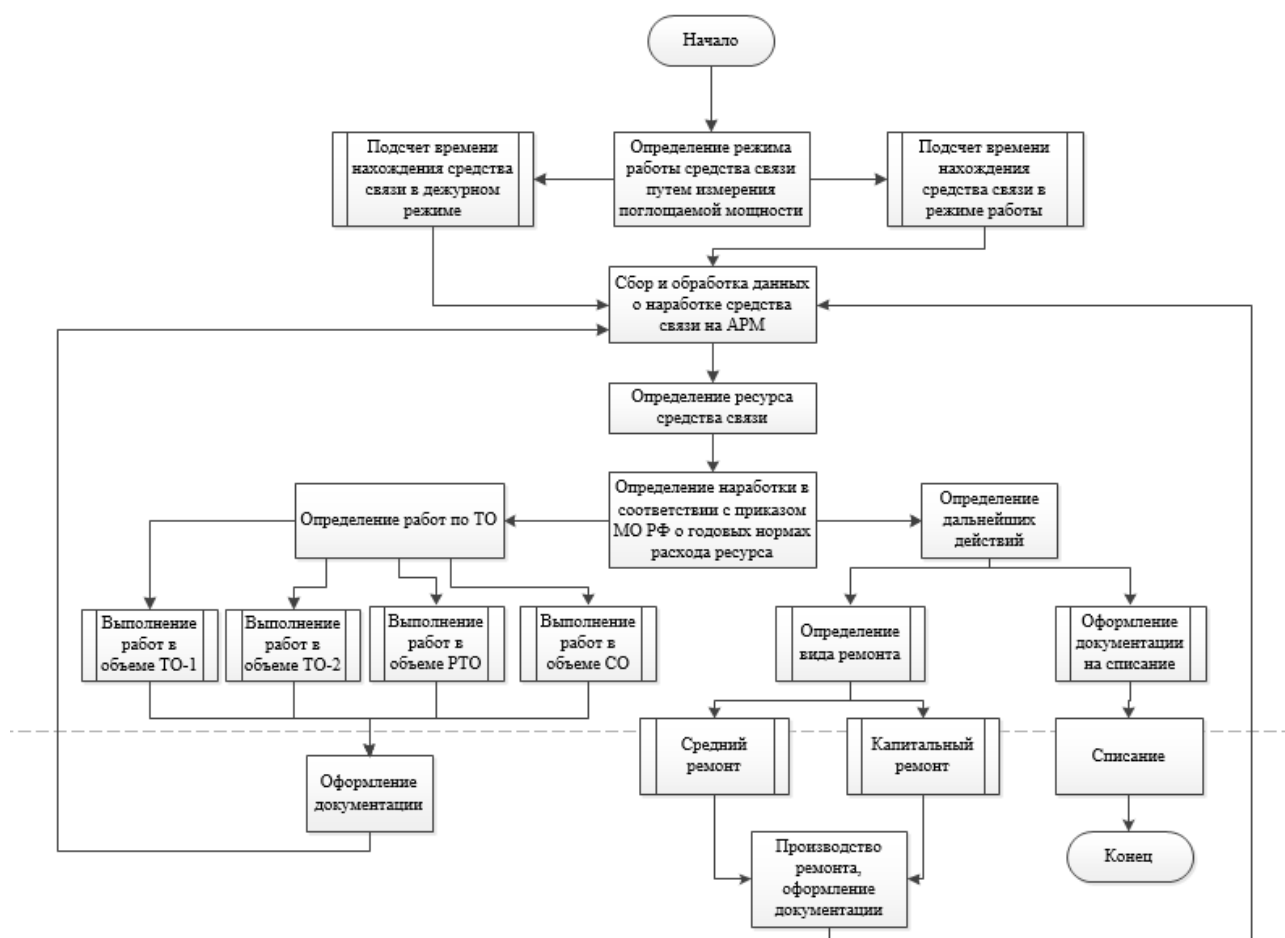 Начало
Подсчет времени
нахождения средства
связи в дежурном
режиме
Определение режима
работы средства связи
путем измерения
поглощаемой мощности
Подсчет времени
нахождения
средства связи в
режиме работы
Сбор и обработка данных
о наработке средства
связи на АРМ
Определение ресурса
средства связи
Определение работ по ТО
Определение наработки в
соответствии с приказом
МО РФ о годовых нормах
расхода ресурса
Определение
дальнейших
действий
Выполнение
работ в
объеме ТО-1
Выполнение
работ в
объеме ТО-2
Выполнение
работ в
объеме РТО
Выполнение
работ в
объеме СО
Определение
вида ремонта
Оформление
документации
на списание
Средний
ремонт
Капитальный
ремонт
Списание
Оформление
документации
Производство
ремонта,
оформление
документации
Конец